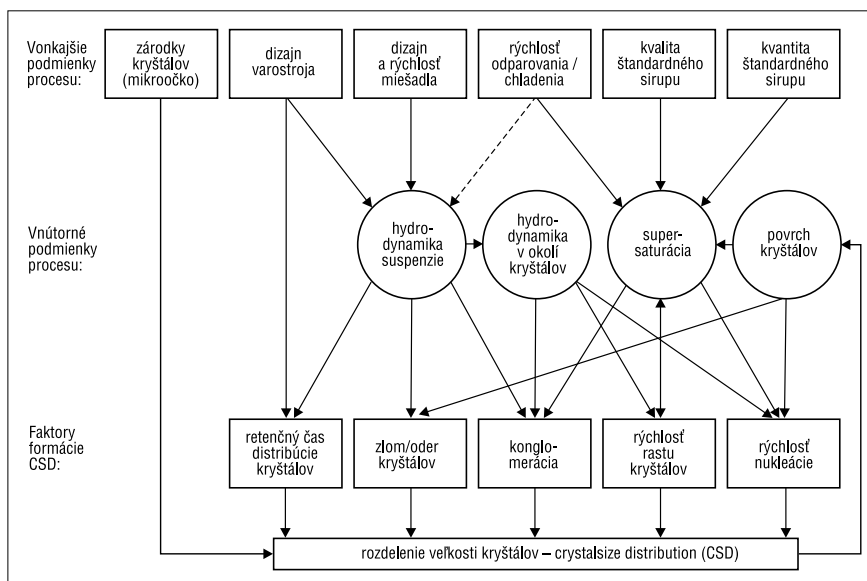 Vonkajšie
podmienky
procesu:
zárodky
kryštálov
(mikroočko)
dizajn
varostroja
dizajn
a rýchlosť
miešadla
rýchlosť
odparovania /
chladenia
kvalita
štandardného
sirupu
kvantita
štandardného
sirupu
Vnútorné
podmienky
procesu:
hydro-
dynamika
suspenzie
hydro-
dynamika
v okolí
kryštálov
super-
saturácia
povrch
kryštálov
Faktory
formácie
CSD:
retenčný čas
distribúcie
kryštálov
zlom/oder
kryštálov
konglo-
merácia
rýchlosť
rastu
kryštálov
rýchlosť
nukleácie
rozdelenie veľkosti kryštálov – crystalsize distribution (CSD)